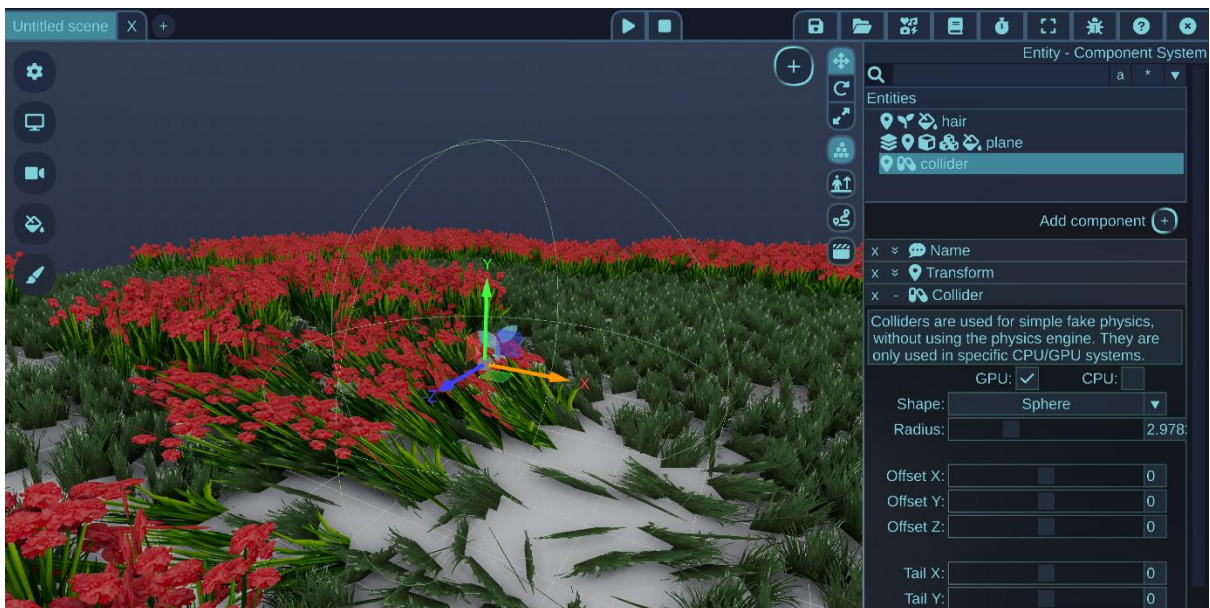 Untitled scene X +
Entity - Component System
a * ▼
Entities
hair
plane
collider
Add component +
x Name
x Transform
x - Collider
Colliders are used for simple fake physics,
without using the physics engine. They are
only used in specific CPU/GPU systems.
GPU: ✓ CPU:
Shape: Sphere ▼
Radius: 2.978
Offset X: 0
Offset Y: 0
Offset Z: 0
Tail X: 0
Tail Y: 0
Y
X
Z